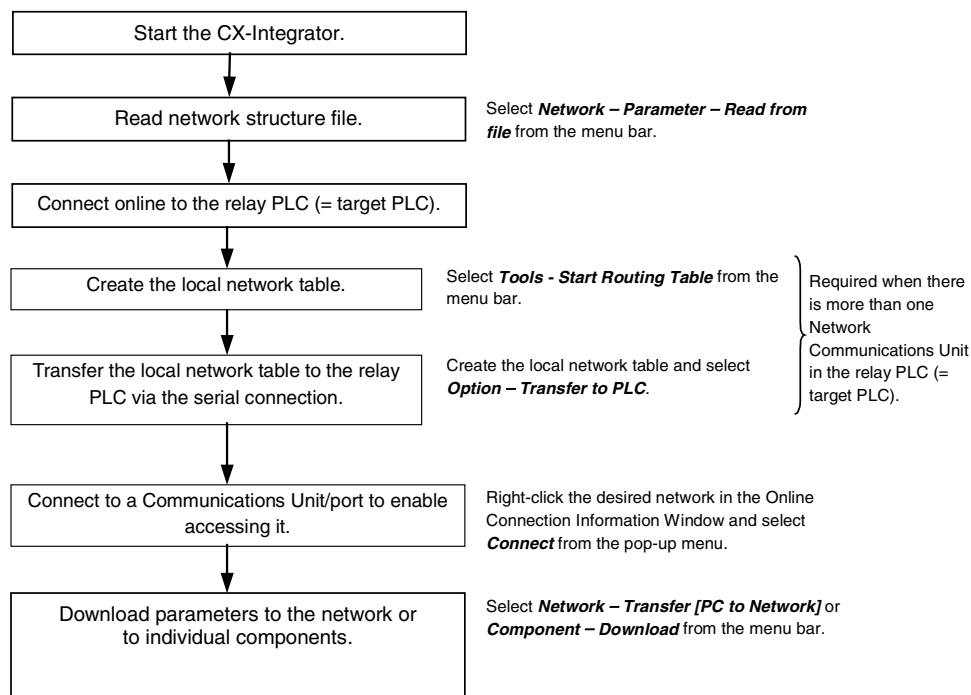 Start the CX-Integrator.
Read network structure file.
Select Network – Parameter – Read from
file from the menu bar.
Connect online to the relay PLC (= target PLC).
Create the local network table.
Select Tools - Start Routing Table from the
menu bar.
Transfer the local network table to the relay
PLC via the serial connection.
Create the local network table and select
Option – Transfer to PLC.
Required when there
is more than one
Network
Communications Unit
in the relay PLC (=
target PLC).
Connect to a Communications Unit/port to enable
accessing it.
Right-click the desired network in the Online
Connection Information Window and select
Connect from the pop-up menu.
Download parameters to the network or
to individual components.
Select Network – Transfer [PC to Network] or
Component – Download from the menu bar.